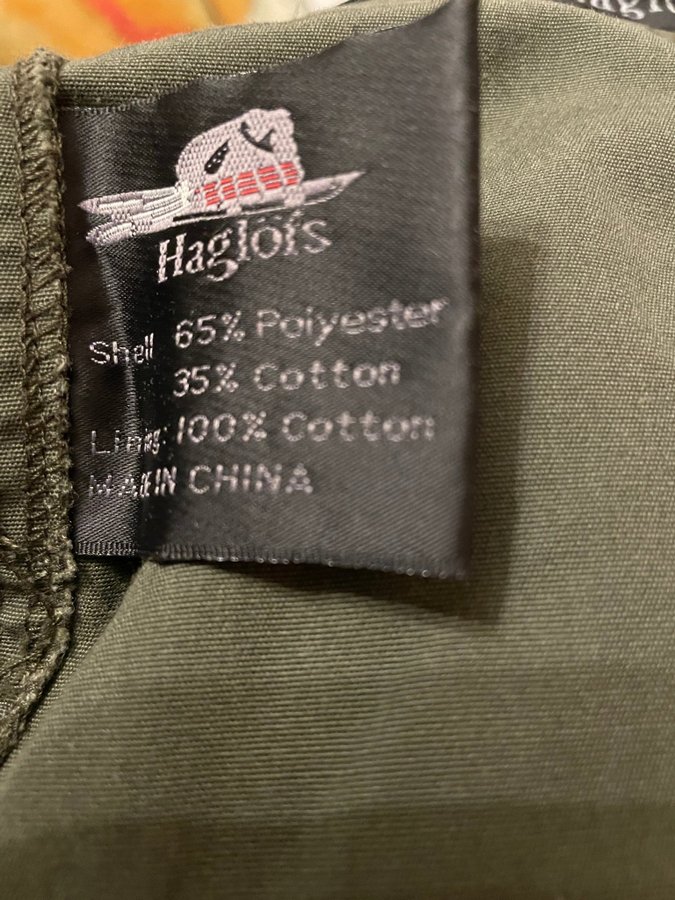 Haglöfs
Shell 65% Polyester
35% Cotton
Lining: 100% Cotton
MADE IN CHINA